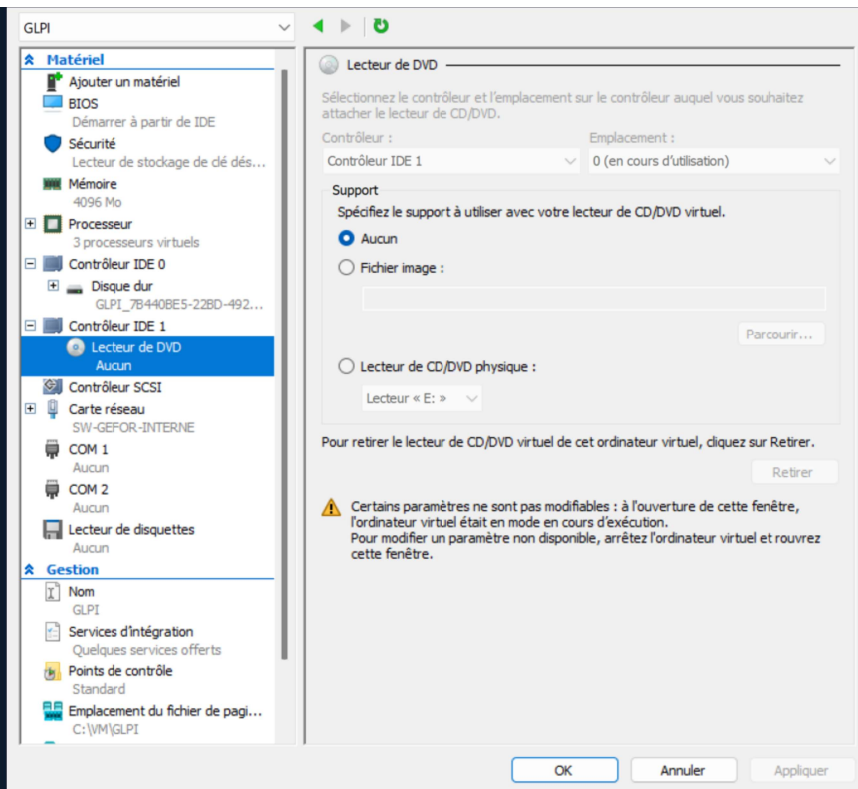 GLPI
Matériel
Ajouter un matériel
BIOS
Démarrer à partir de IDE
Sécurité
Lecteur de stockage de clé dés...
Mémoire
4096 Mo
Processeur
3 processeurs virtuels
Contrôleur IDE 0
Disque dur
GLPI_7B440BE5-22BD-492...
Contrôleur IDE 1
Lecteur de DVD
Aucun
Contrôleur SCSI
Carte réseau
SW-GEFOR-INTERNE
COM 1
Aucun
COM 2
Aucun
Lecteur de disquettes
Aucun
Gestion
Nom
GLPI
Services d'intégration
Quelques services offerts
Points de contrôle
Standard
Emplacement du fichier de pagi...
C:\VM\GLPI
Lecteur de DVD
Sélectionnez le contrôleur et l'emplacement sur le contrôleur auquel vous souhaitez
attacher le lecteur de CD/DVD.
Contrôleur : Emplacement :
Contrôleur IDE 1 0 (en cours d'utilisation)
Support
Spécifiez le support à utiliser avec votre lecteur de CD/DVD virtuel.
Aucun
Fichier image :
Parcourir...
Lecteur de CD/DVD physique :
Lecteur « E: »
Pour retirer le lecteur de CD/DVD virtuel de cet ordinateur virtuel, cliquez sur Retirer.
Retirer
Certains paramètres ne sont pas modifiables : à l'ouverture de cette fenêtre,
l'ordinateur virtuel était en mode en cours d'exécution.
Pour modifier un paramètre non disponible, arrêtez l'ordinateur virtuel et rouvrez
cette fenêtre.
OK Annuler Appliquer